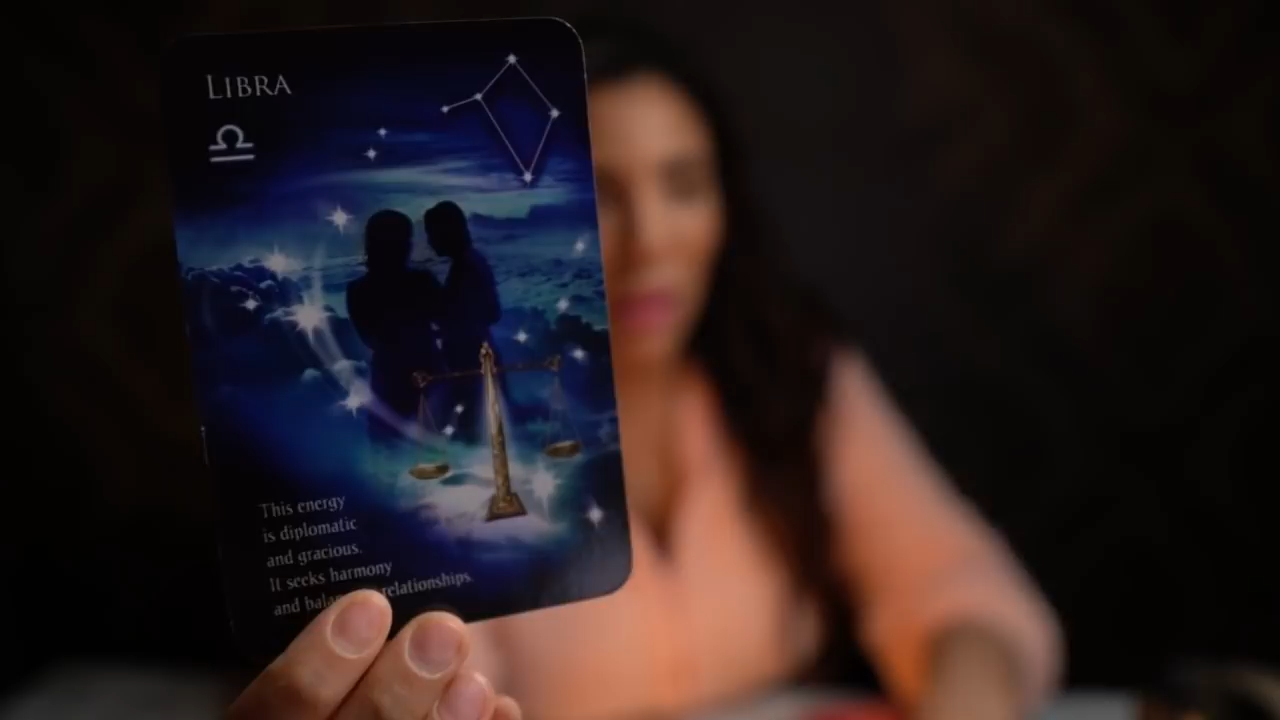 LIBRA
♎
This energy
is diplomatic
and gracious.
It seeks harmony
and relationships.